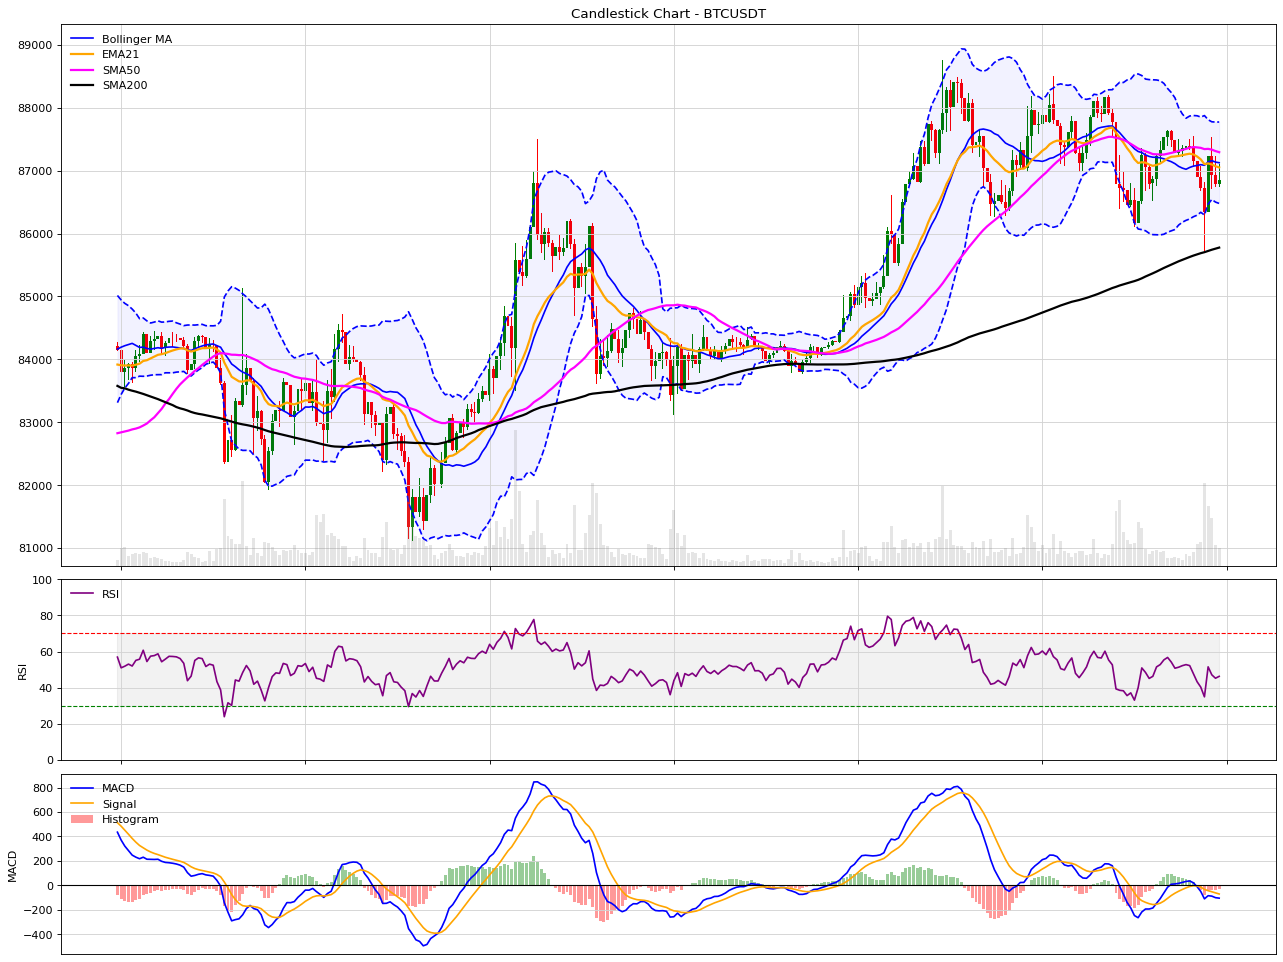 Candlestick Chart - BTCUSDT
Bollinger MA
EMA21
SMA50
SMA200
89000
88000
87000
86000
85000
84000
83000
82000
81000
RSI
RSI
100
80
60
40
20
0
MACD
Signal
Histogram
MACD
800
600
400
200
0
−200
−400